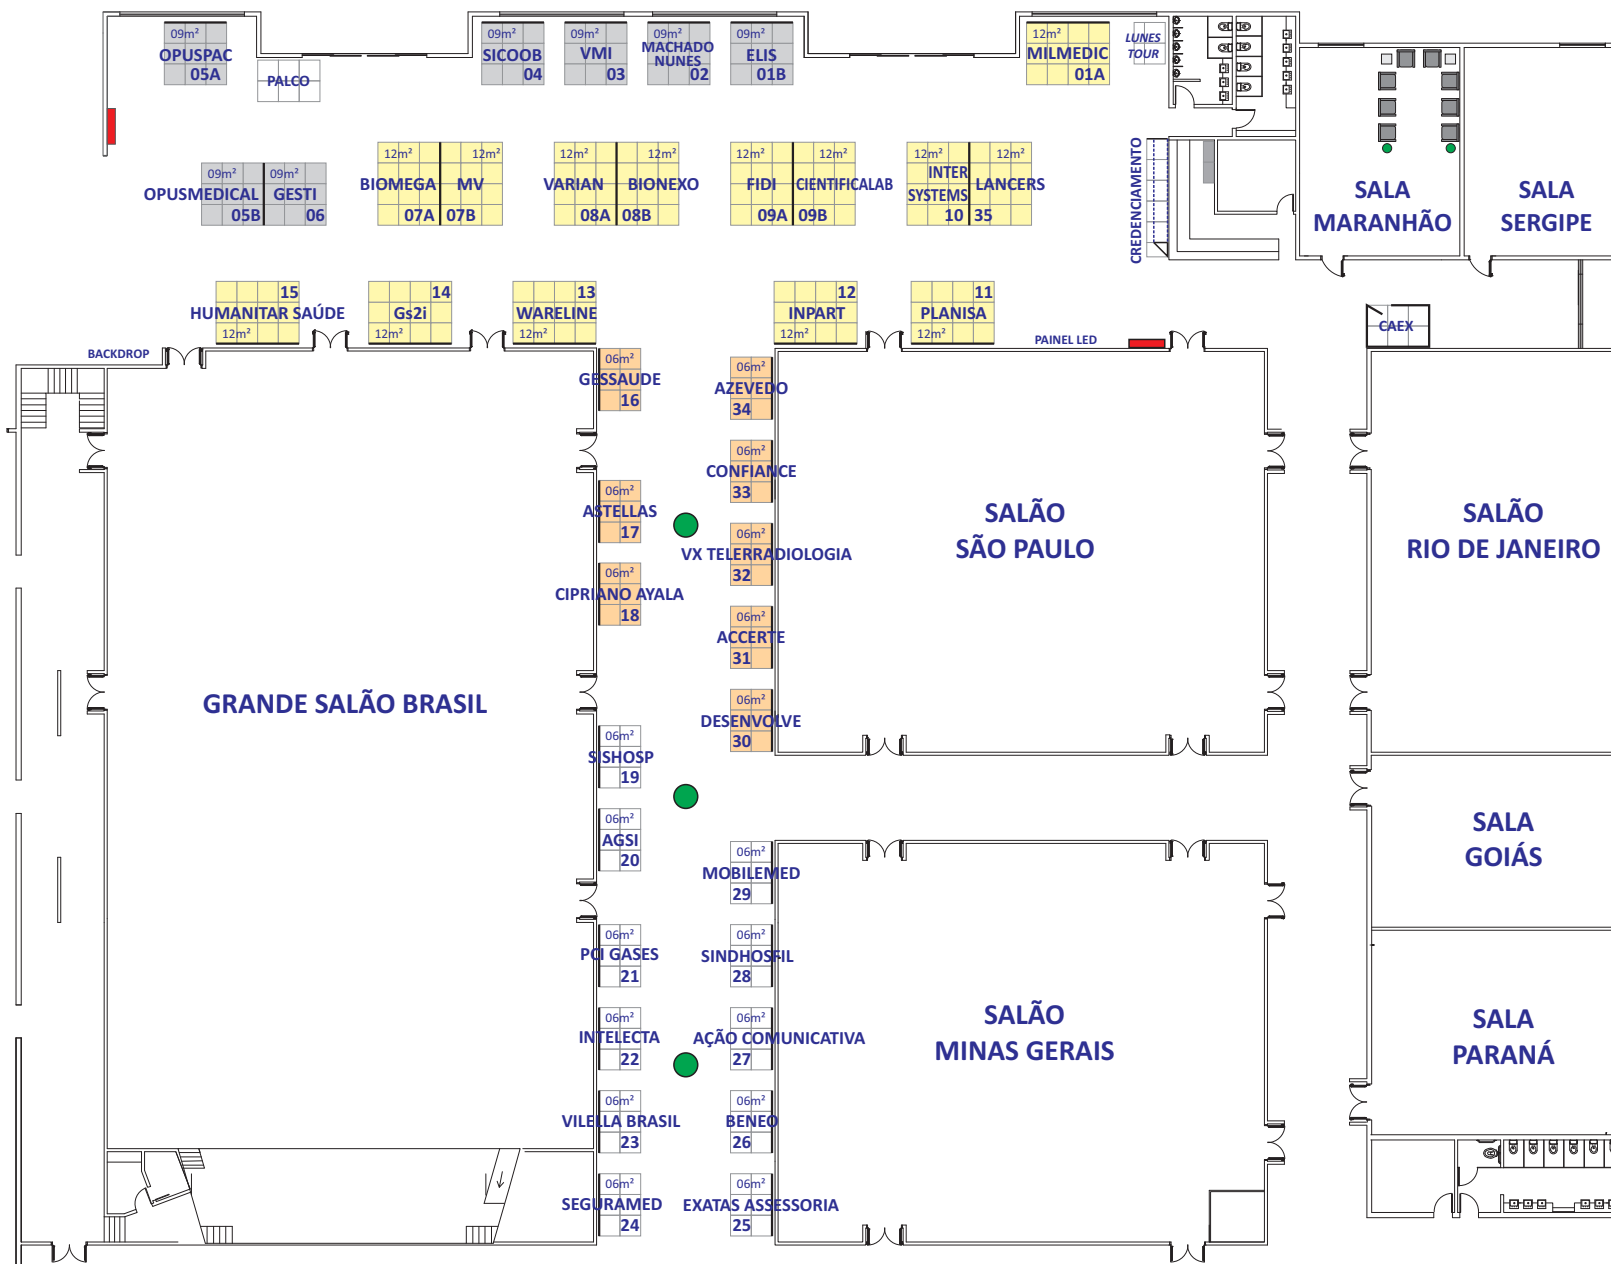 09m²
OPUSPAC
05A
PALCO
09m²
SICOOB
04
09m²
VMI
03
09m²
MACHADO
NUNES
02
09m²
ELIS
01B
12m²
MILMEDIC
01A
LUNES
TOUR
09m²
OPUSMEDICAL
05B
09m²
GESTI
06
12m²
BIOMEGA
07A
12m²
MV
07B
12m²
VARIAN
08A
12m²
BIONEXO
08B
12m²
FIDI
09A
12m²
CIENTIFICALAB
09B
12m²
INTER
SYSTEMS
10
12m²
LANCERS
35
CREDENCIAMENTO
SALA
MARANHÃO
SALA
SERGIPE
15
HUMANITAR SAÚDE
12m²
14
Gs2i
12m²
13
WARELINE
12m²
12
INPART
12m²
11
PLANISA
12m²
PAINEL LED
CAEX
BACKDROP
06m²
GESSAUDE
16
06m²
AZEVEDO
34
06m²
CONFIANCE
33
06m²
ASTELLAS
17
06m²
VX TELERRADIOLOGIA
32
06m²
CIPRIANO AYALA
18
06m²
ACCERTE
31
06m²
DESENVOLVE
30
SALÃO
SÃO PAULO
SALÃO
RIO DE JANEIRO
GRANDE SALÃO BRASIL
06m²
SISHOSP
19
06m²
AGSI
20
06m²
MOBILEMED
29
06m²
PCI GASES
21
06m²
SINDHOSFIL
28
06m²
INTELECTA
22
06m²
AÇÃO COMUNICATIVA
27
06m²
VILELLA BRASIL
23
06m²
BENEO
26
06m²
SEGURAMED
24
06m²
EXATAS ASSESSORIA
25
SALÃO
MINAS GERAIS
SALA
GOIÁS
SALA
PARANÁ